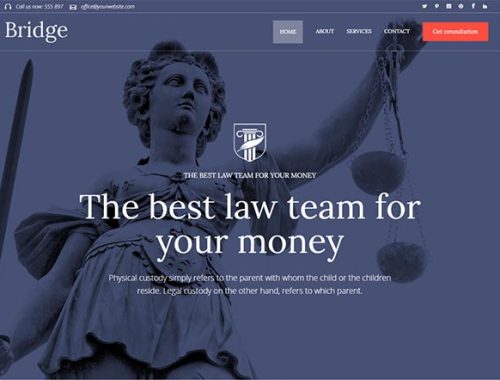 Call us now: 555 897 office@yourwebsite.com
Bridge
HOME ABOUT SERVICES CONTACT Get consultation
THE BEST LAW TEAM FOR YOUR MONEY
The best law team for
your money
Physical custody simply refers to the parent with whom the child or the children
reside. Legal custody on the other hand, refers to which parent.